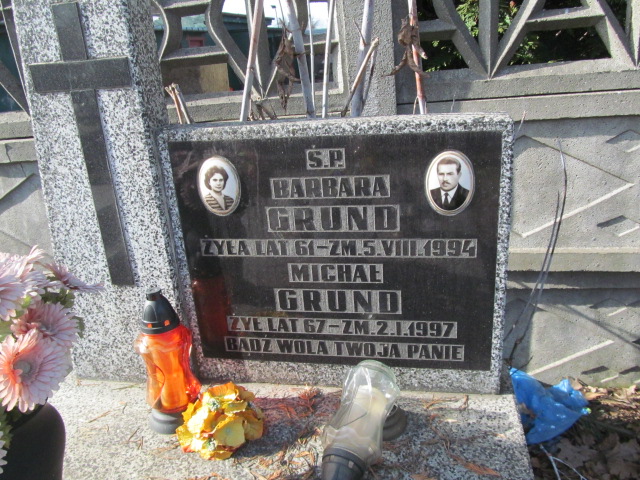 Ś.P.
BARBARA
GRUND
ŻYŁA LAT 61-ZM.5.VIII.1994
MICHAŁ
GRUND
ŻYŁ LAT 67-ZM.2.I.1997
BĄDŹ WOLA TWOJA PANIE